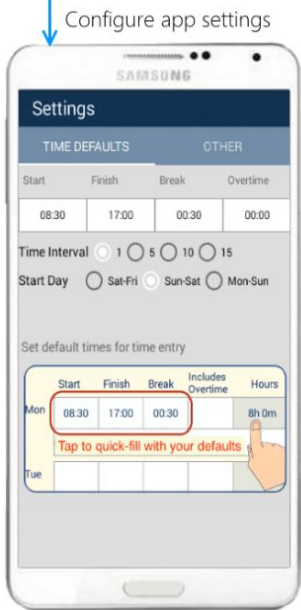 Configure app settings
SAMSUNG
Settings
TIME DEFAULTS OTHER
Start Finish Break Overtime
08:30 17:00 00:30 00:00
Time Interval 1 5 10 15
Start Day Sat-Fri Sun-Sat Mon-Sun
Set default times for time entry
Start Finish Break Includes Overtime Hours
Mon 08:30 17:00 00:30 8h 0m
Tap to quick-fill with your defaults
Tue